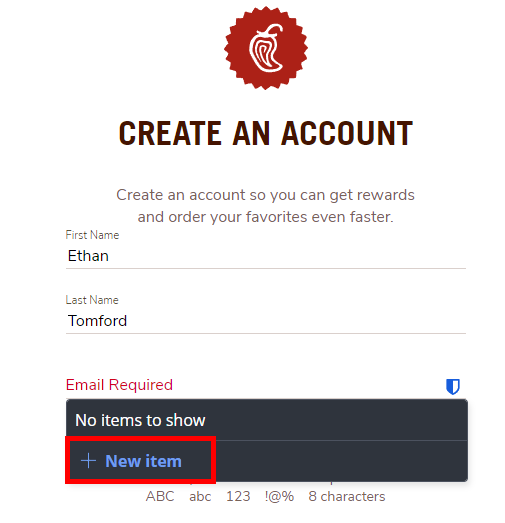 CREATE AN ACCOUNT
Create an account so you can get rewards
and order your favorites even faster.
First Name
Ethan
Last Name
Tomford
Email Required
No items to show
+ New item
ABC abc 123 !@% 8 characters